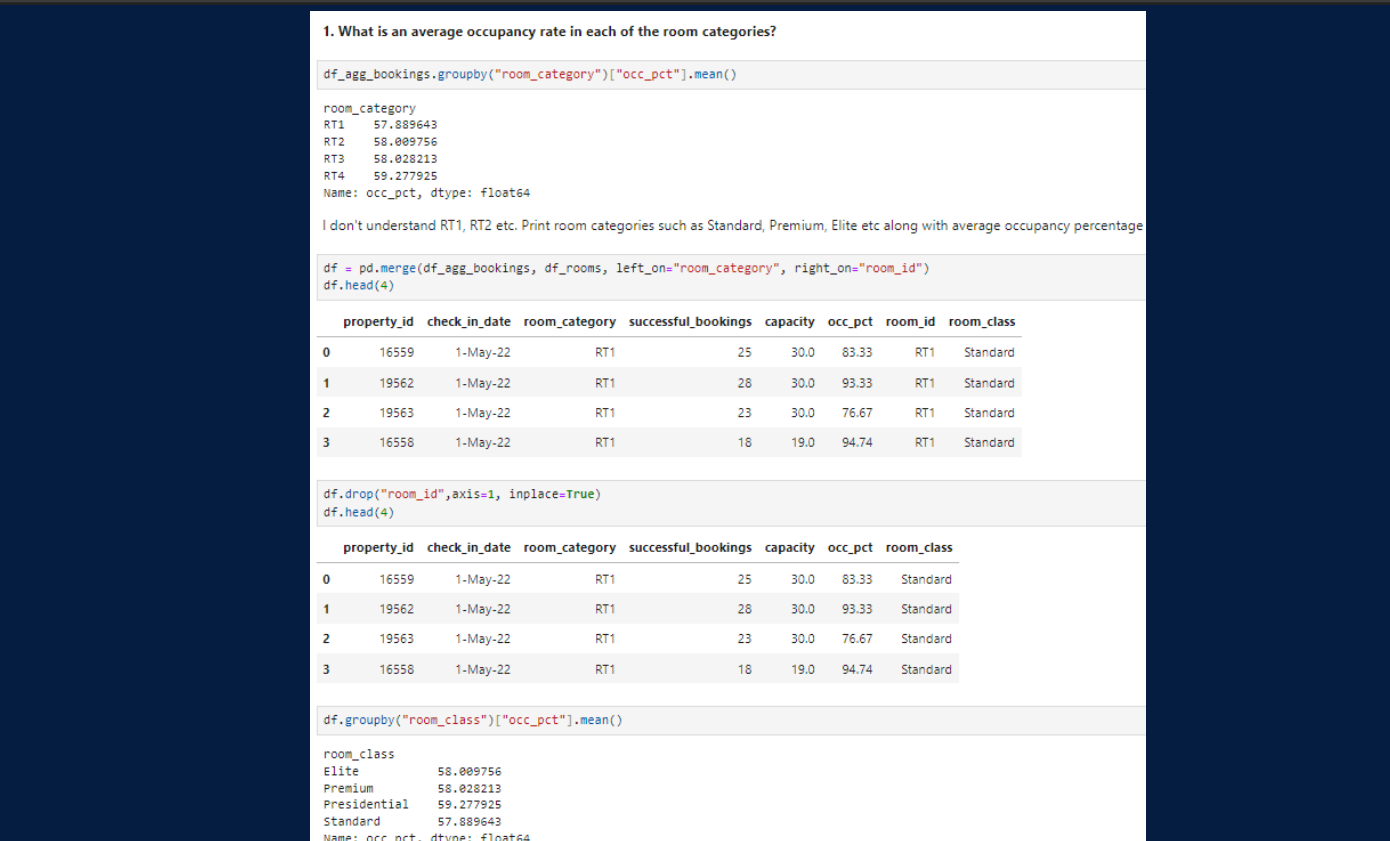 1. What is an average occupancy rate in each of the room categories?
df_agg_bookings.groupby("room_category")["occ_pct"].mean()
room_category
RT1 57.889643
RT2 58.009756
RT3 58.028213
RT4 59.277925
Name: occ_pct, dtype: float64
I don't understand RT1, RT2 etc. Print room categories such as Standard, Premium, Elite etc along with average occupancy percentage
df = pd.merge(df_agg_bookings, df_rooms, left_on="room_category", right_on="room_id")
df.head(4)
property_id check_in_date room_category successful_bookings capacity occ_pct room_id room_class
0 16559 1-May-22 RT1 25 30.0 83.33 RT1 Standard
1 19562 1-May-22 RT1 28 30.0 93.33 RT1 Standard
2 19563 1-May-22 RT1 23 30.0 76.67 RT1 Standard
3 16558 1-May-22 RT1 18 19.0 94.74 RT1 Standard
df.drop("room_id",axis=1, inplace=True)
df.head(4)
property_id check_in_date room_category successful_bookings capacity occ_pct room_class
0 16559 1-May-22 RT1 25 30.0 83.33 Standard
1 19562 1-May-22 RT1 28 30.0 93.33 Standard
2 19563 1-May-22 RT1 23 30.0 76.67 Standard
3 16558 1-May-22 RT1 18 19.0 94.74 Standard
df.groupby("room_class")["occ_pct"].mean()
room_class
Elite 58.009756
Premium 58.028213
Presidential 59.277925
Standard 57.889643
Name: occ_pct, dtype: float64